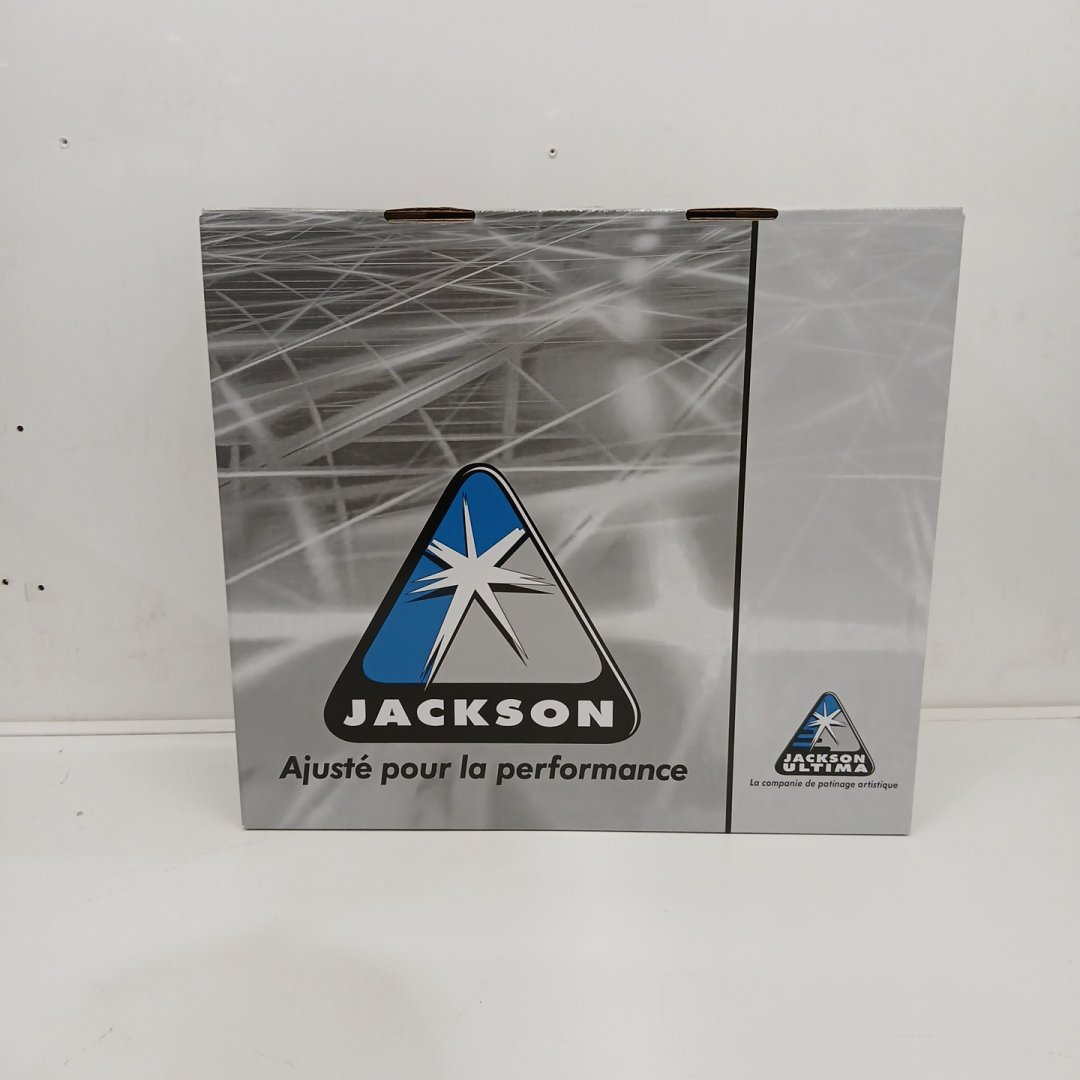 JACKSON
Ajusté pour la performance
JACKSON
ULTIMA
La companie de patinage artistique